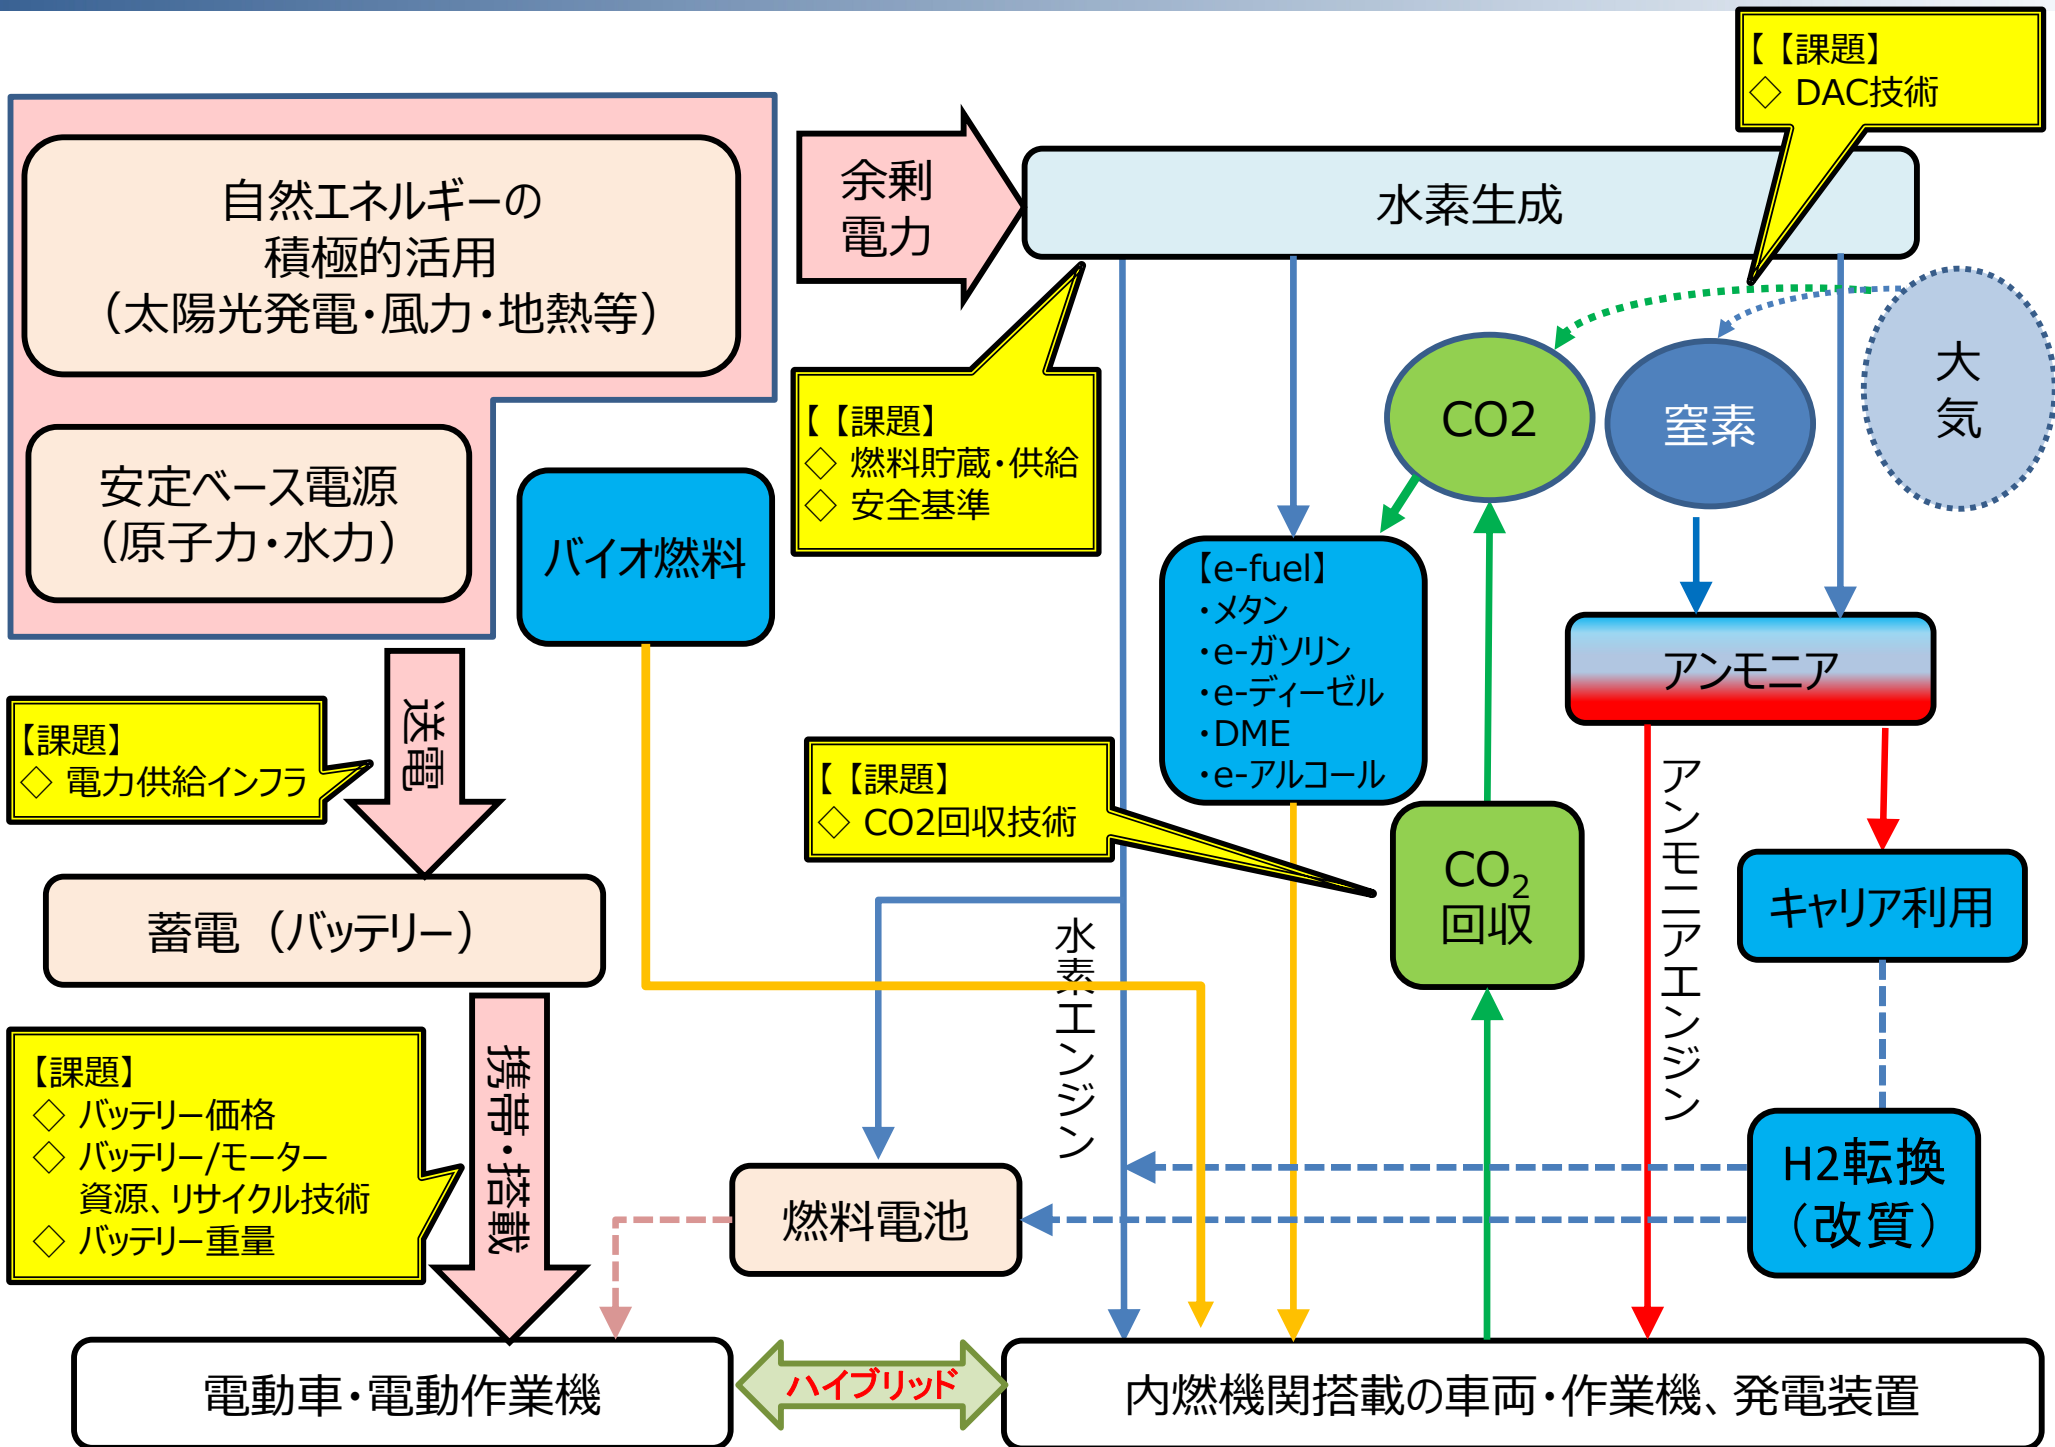 【【課題】
◇ DAC技術
自然エネルギーの
積極的活用
（太陽光発電・風力・地熱等）
余剰
電力
水素生成
大
気
CO2
窒素
【【課題】
◇ 燃料貯蔵・供給
◇ 安全基準
安定ベース電源
（原子力・水力）
バイオ燃料
【e-fuel】
・メタン
・e-ガソリン
・e-ディーゼル
・DME
・e-アルコール
アンモニア
送電
【課題】
◇ 電力供給インフラ
【【課題】
◇ CO2回収技術
アンモニアエンジン
CO₂
回収
キャリア利用
蓄電（バッテリー）
水素エンジン
携帯・搭載
【課題】
◇ バッテリー価格
◇ バッテリー/モーター
資源、リサイクル技術
◇ バッテリー重量
燃料電池
H2転換
（改質）
電動車・電動作業機
ハイブリッド
内燃機関搭載の車両・作業機、発電装置